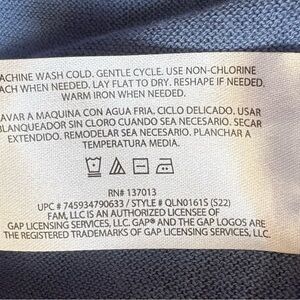 ACHINE WASH COLD. GENTLE CYCLE. USE NON-CHLORINE
ACH WHEN NEEDED. LAY FLAT TO DRY. RESHAPE IF NEEDED.
WARM IRON WHEN NEEDED.
AVAR A MAQUINA CON AGUA FRIA. CICLO DELICADO. USAR
BLANQUEADOR SIN CLORO CUANDO SEA NECESARIO. SECAR
EXTENDIDO. REMODELAR SEA NECESARIO. PLANCHAR A
TEMPERATURA MEDIA.
RN# 137013
UPC # 745934790633 / STYLE # QLN0161S (S22)
FAM, LLC IS AN AUTHORIZED LICENSEE OF
GAP LICENSING SERVICES, LLC. GAP® AND THE GAP LOGOS ARE
THE REGISTERED TRADEMARKS OF GAP LICENSING SERVICES, LLC.